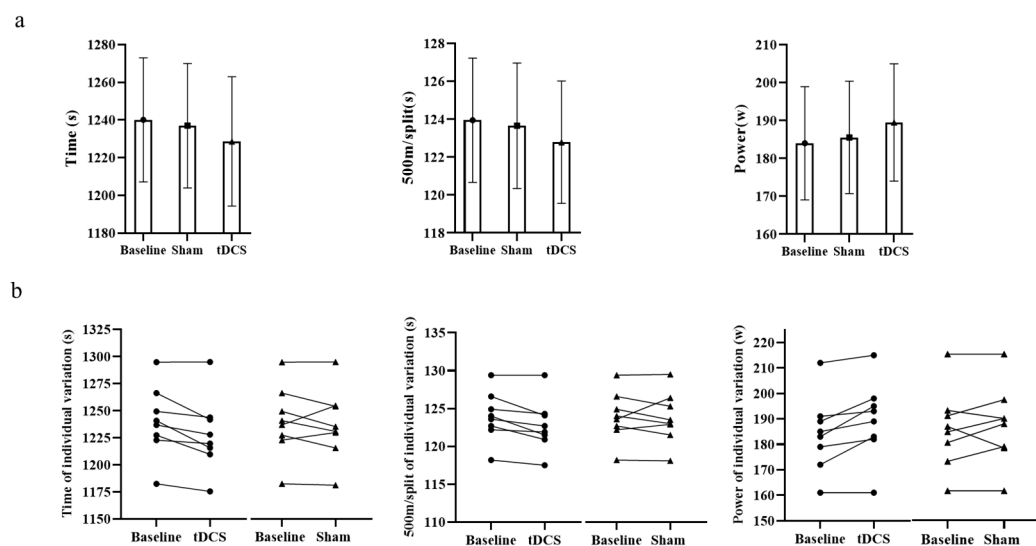 a
Time (s)
1280
1260
1240
1220
1200
1180
Baseline Sham tDCS
500m/split(s)
128
126
124
122
120
118
Baseline Sham tDCS
Power(w)
210
200
190
180
170
160
Baseline Sham tDCS
b
Time of individual variation (s)
1325
1300
1275
1250
1225
1200
1175
1150
Baseline tDCS Baseline Sham
500m/split of individual variation (s)
135
130
125
120
115
110
Baseline tDCS Baseline Sham
Power of individual variation (w)
220
210
200
190
180
170
160
150
Baseline tDCS Baseline Sham